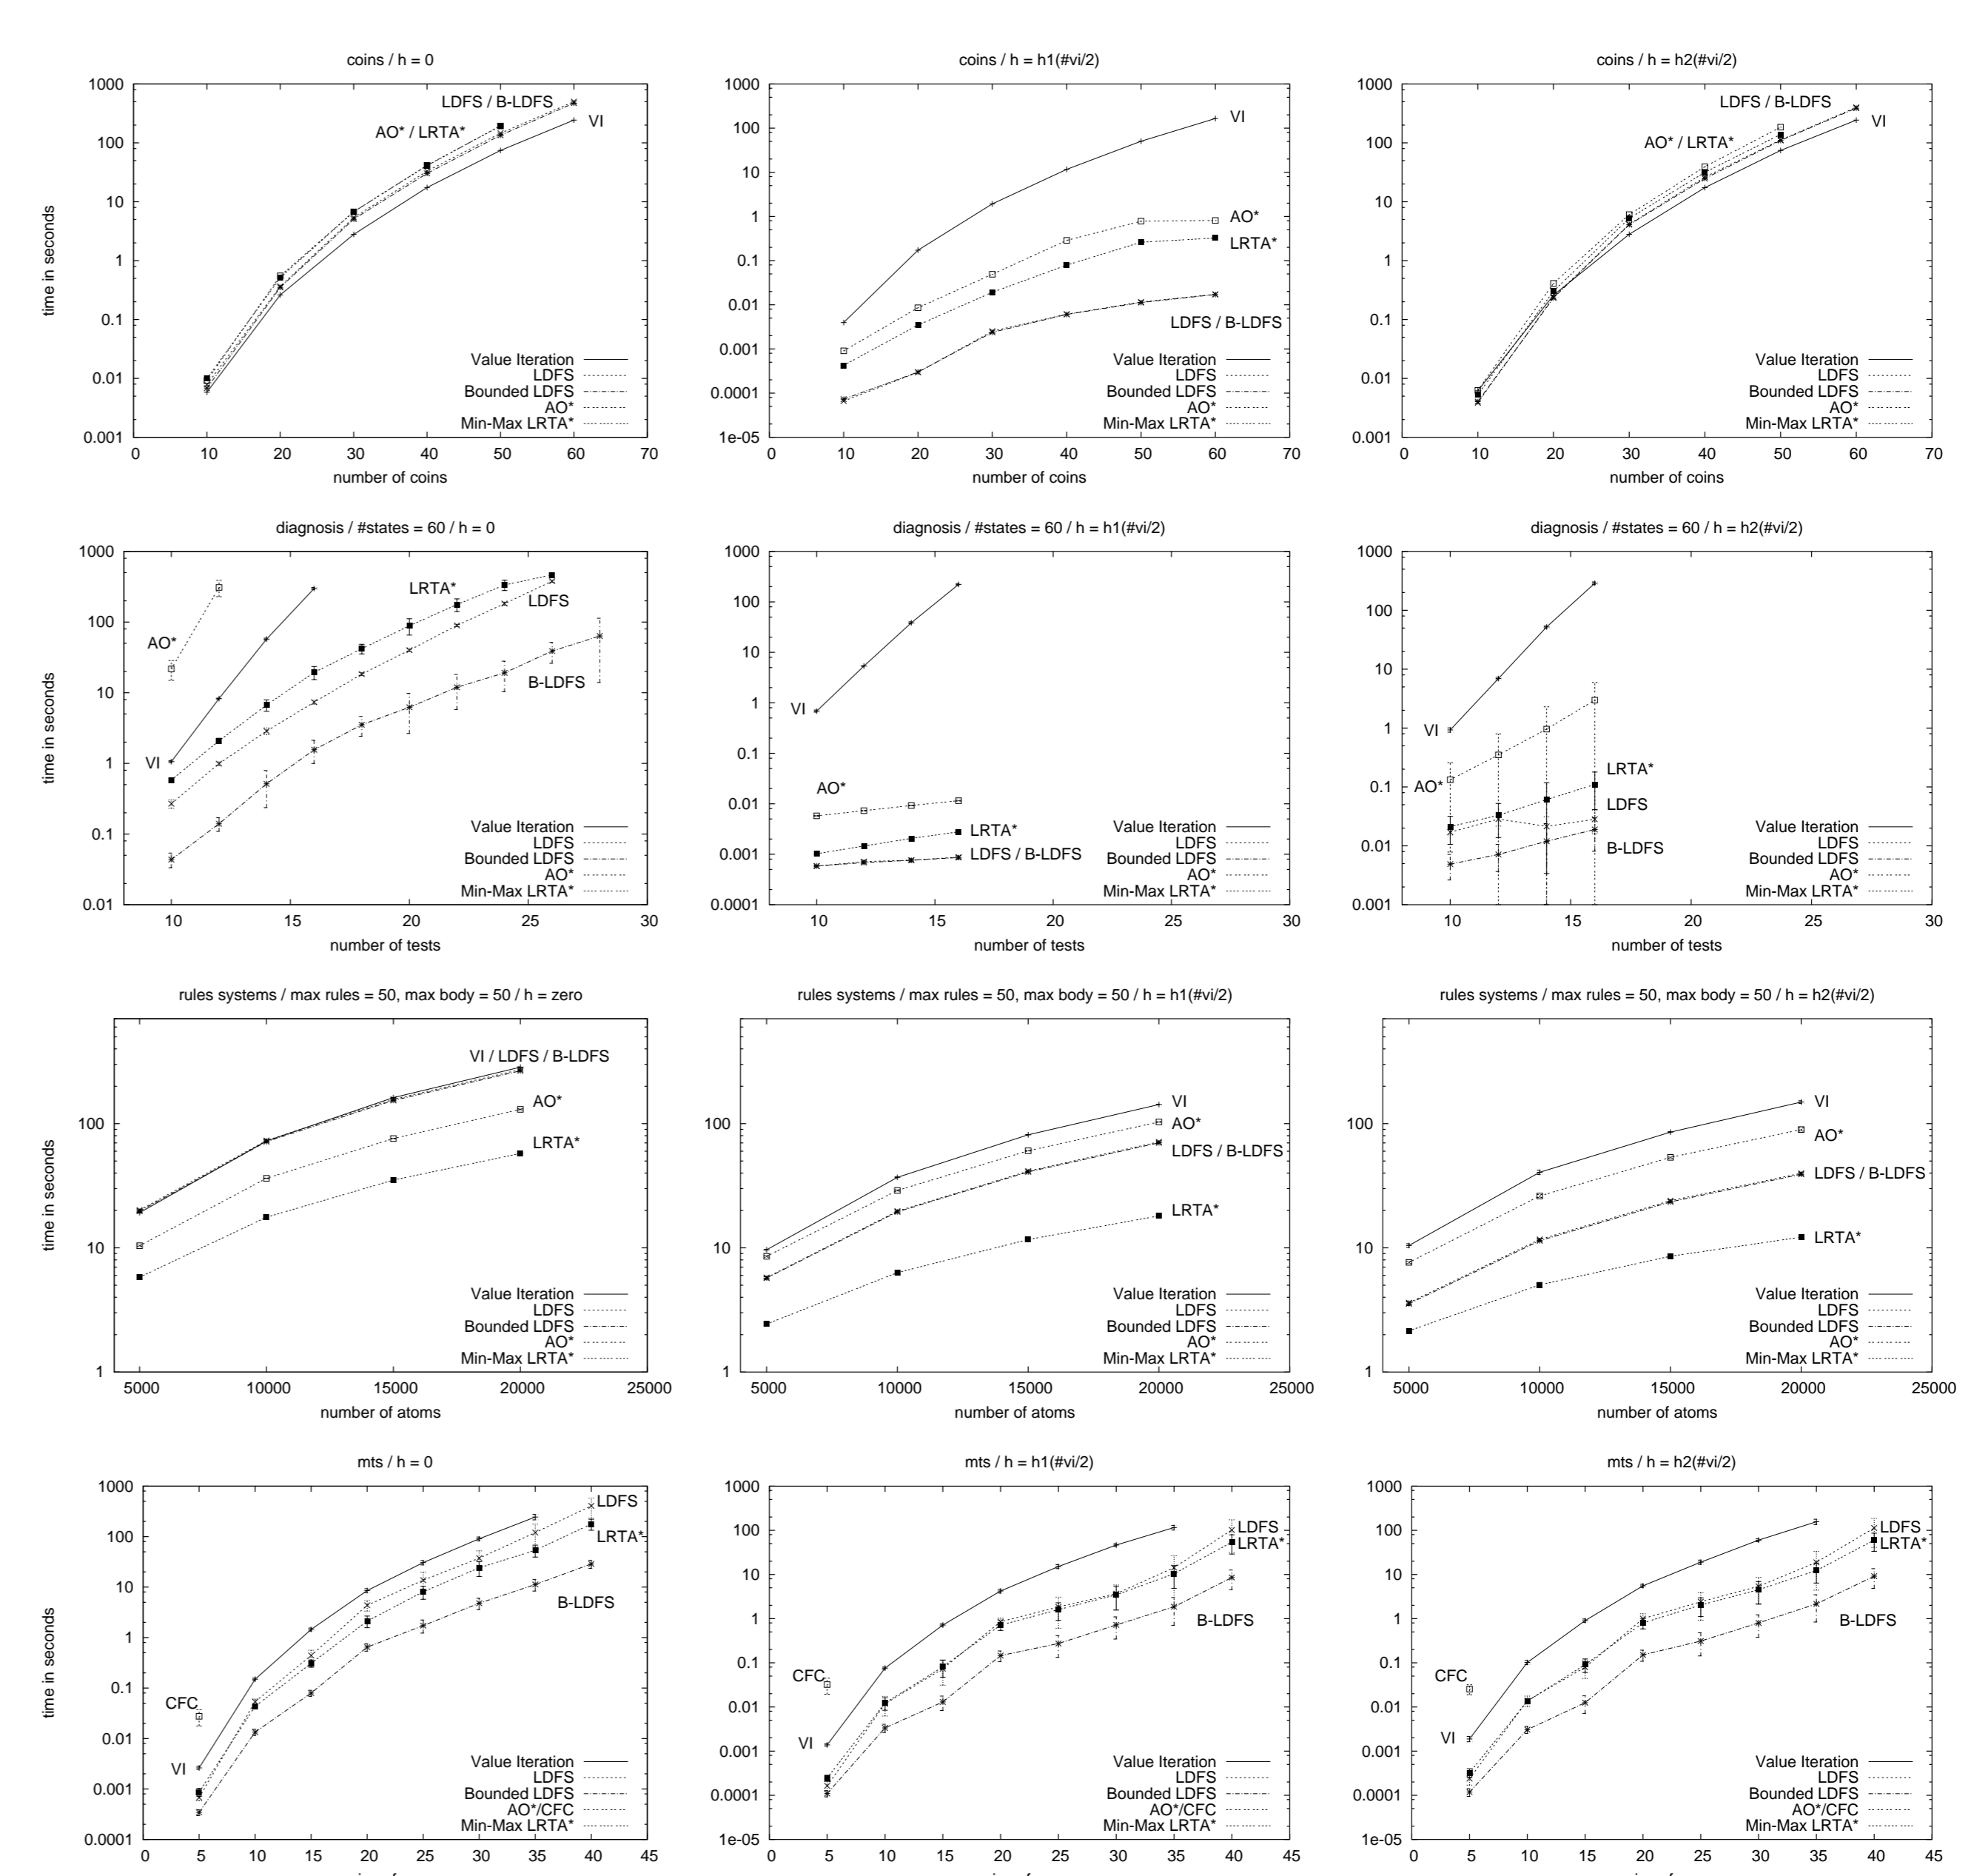 coins / h = 0
time in seconds
1000
100
10
1
0.1
0.01
0.001
LDFS / B-LDFS
VI
AO* / LRTA*
Value Iteration
LDFS
Bounded LDFS
AO*
Min-Max LRTA*
0 10 20 30 40 50 60 70
number of coins
coins / h = h1(#vi/2)
1000
100
10
1
0.1
0.01
0.001
0.0001
1e-05
VI
AO*
LRTA*
LDFS / B-LDFS
Value Iteration
LDFS
Bounded LDFS
AO*
Min-Max LRTA*
0 10 20 30 40 50 60 70
number of coins
coins / h = h2(#vi/2)
1000
100
10
1
0.1
0.01
0.001
LDFS / B-LDFS
VI
AO* / LRTA*
Value Iteration
LDFS
Bounded LDFS
AO*
Min-Max LRTA*
0 10 20 30 40 50 60 70
number of coins
diagnosis / #states = 60 / h = 0
time in seconds
1000
100
10
1
0.1
0.01
LRTA*
LDFS
AO*
B-LDFS
VI
Value Iteration
LDFS
Bounded LDFS
AO*
Min-Max LRTA*
10 15 20 25 30
number of tests
diagnosis / #states = 60 / h = h1(#vi/2)
1000
100
10
1
0.1
0.01
0.001
0.0001
VI
AO*
LRTA*
LDFS / B-LDFS
Value Iteration
LDFS
Bounded LDFS
AO*
Min-Max LRTA*
10 15 20 25 30
number of tests
diagnosis / #states = 60 / h = h2(#vi/2)
1000
100
10
1
0.1
0.01
0.001
VI
LRTA*
AO*
LDFS
B-LDFS
Value Iteration
LDFS
Bounded LDFS
AO*
Min-Max LRTA*
10 15 20 25 30
number of tests
rules systems / max rules = 50, max body = 50 / h = zero
time in seconds
100
10
1
VI / LDFS / B-LDFS
AO*
LRTA*
Value Iteration
LDFS
Bounded LDFS
AO*
Min-Max LRTA*
5000 10000 15000 20000 25000
number of atoms
rules systems / max rules = 50, max body = 50 / h = h1(#vi/2)
100
10
1
VI
AO*
LDFS / B-LDFS
LRTA*
Value Iteration
LDFS
Bounded LDFS
AO*
Min-Max LRTA*
5000 10000 15000 20000 25000
number of atoms
rules systems / max rules = 50, max body = 50 / h = h2(#vi/2)
100
10
1
VI
AO*
LDFS / B-LDFS
LRTA*
Value Iteration
LDFS
Bounded LDFS
AO*
Min-Max LRTA*
5000 10000 15000 20000 25000
number of atoms
mts / h = 0
time in seconds
1000
100
10
1
0.1
0.01
0.001
0.0001
LDFS
LRTA*
B-LDFS
CFC
VI
Value Iteration
LDFS
Bounded LDFS
AO*/CFC
Min-Max LRTA*
0 5 10 15 20 25 30 35 40 45
mts / h = h1(#vi/2)
1000
100
10
1
0.1
0.01
0.001
0.0001
1e-05
LDFS
LRTA*
B-LDFS
CFC
VI
Value Iteration
LDFS
Bounded LDFS
AO*/CFC
Min-Max LRTA*
0 5 10 15 20 25 30 35 40 45
mts / h = h2(#vi/2)
1000
100
10
1
0.1
0.01
0.001
0.0001
1e-05
LDFS
LRTA*
B-LDFS
CFC
VI
Value Iteration
LDFS
Bounded LDFS
AO*/CFC
Min-Max LRTA*
0 5 10 15 20 25 30 35 40 45